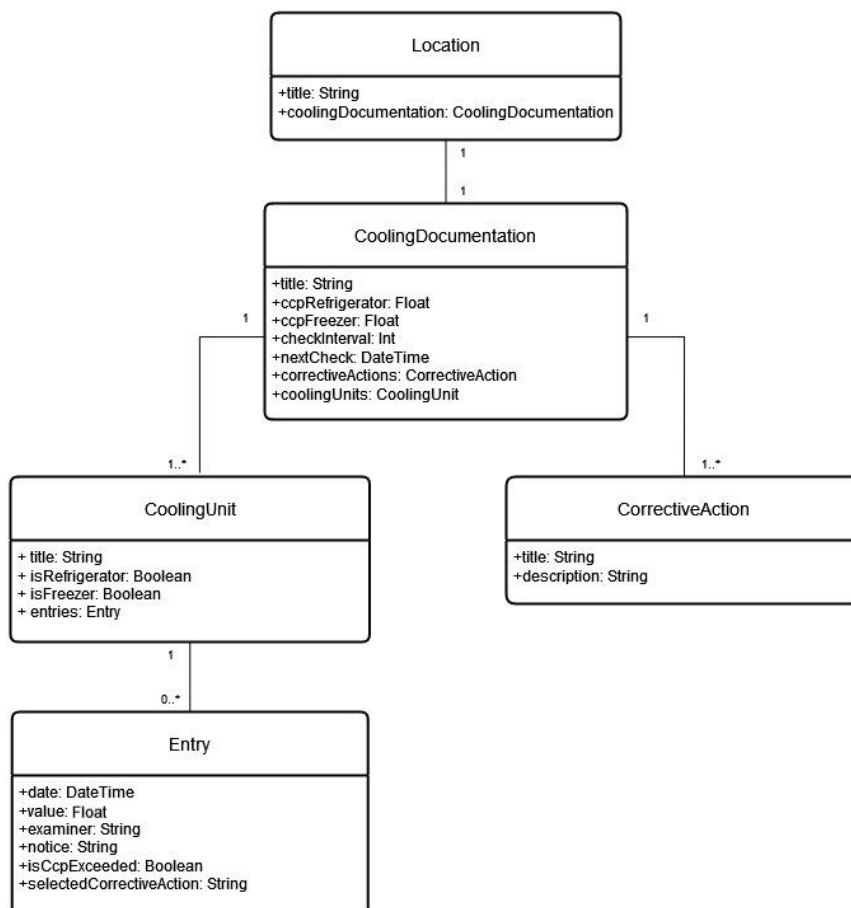 Location
+title: String
+coolingDocumentation: CoolingDocumentation
1
1
CoolingDocumentation
+title: String
+ccpRefrigerator: Float
+ccpFreezer: Float
+checkInterval: Int
+nextCheck: DateTime
+correctiveActions: CorrectiveAction
+coolingUnits: CoolingUnit
1
1
1..*
1..*
CoolingUnit
+ title: String
+ isRefrigerator: Boolean
+ isFreezer: Boolean
+ entries: Entry
CorrectiveAction
+title: String
+description: String
1
0..*
Entry
+date: DateTime
+value: Float
+examiner: String
+notice: String
+isCcpExceeded: Boolean
+selectedCorrectiveAction: String